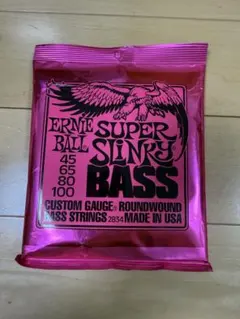 ERNIE BALL
SUPER SLINKY
BASS
45
65
80
100
CUSTOM GAUGE® ROUNDWOUND
BASS STRINGS 2834 MADE IN USA